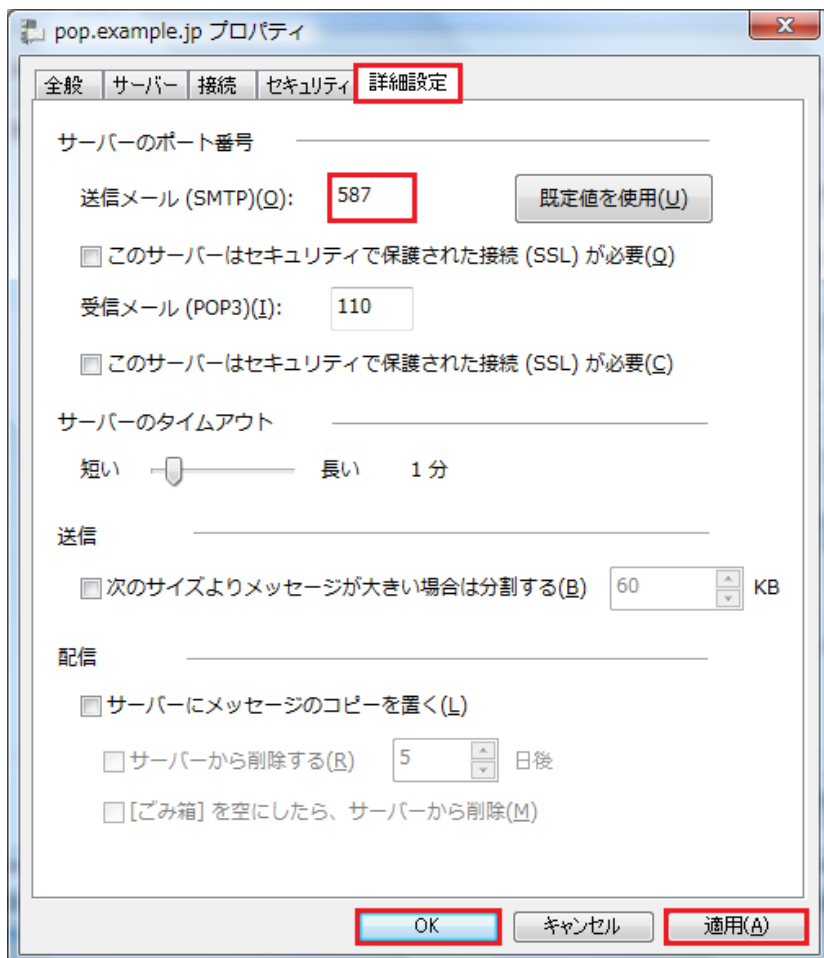 pop.example.jp プロパティ
全般 サーバー 接続 セキュリティ 詳細設定
サーバーのポート番号
送信メール (SMTP)(O): 587 既定値を使用(U)
このサーバーはセキュリティで保護された接続 (SSL) が必要(Q)
受信メール (POP3)(I): 110
このサーバーはセキュリティで保護された接続 (SSL) が必要(C)
サーバーのタイムアウト
短い 長い 1 分
送信
次のサイズよりメッセージが大きい場合は分割する(B) 60 KB
配信
サーバーにメッセージのコピーを置く(L)
サーバーから削除する(R) 5 日後
[ごみ箱] を空にしたら、サーバーから削除(M)
OK キャンセル 適用(A)